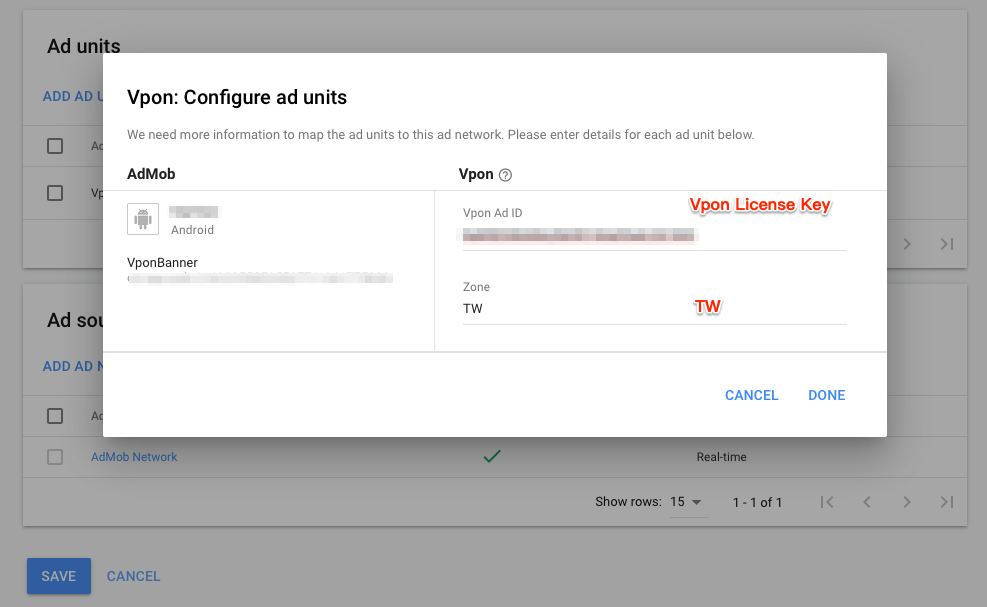 Ad units
ADD AD U
Ad
Vp
Vpon: Configure ad units
We need more information to map the ad units to this ad network. Please enter details for each ad unit below.
AdMob
Vpon
Android
VponBanner
Vpon Ad ID
Vpon License Key
Zone
TW
TW
CANCEL
DONE
Ad sou
ADD AD N
Ad
AdMob Network
Real-time
Show rows: 15
1 - 1 of 1
SAVE
CANCEL